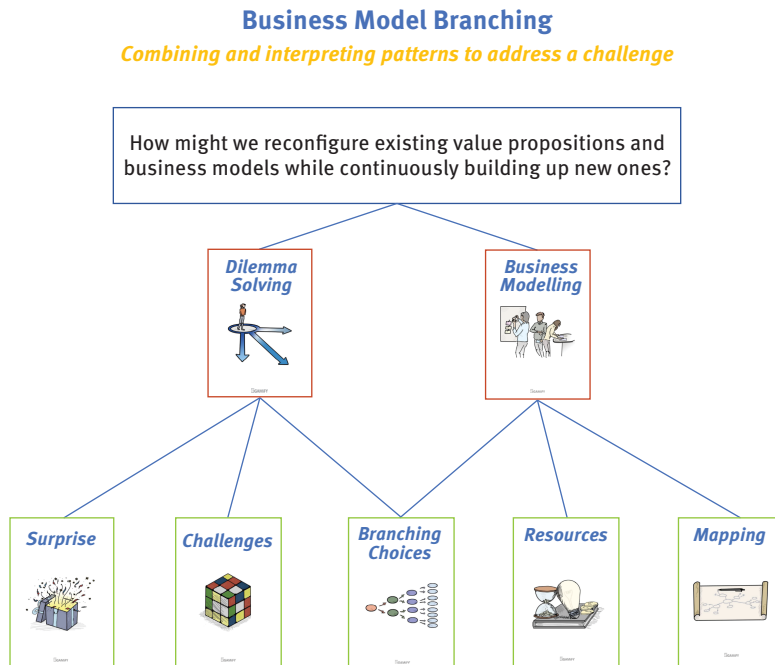 Business Model Branching
Combining and interpreting patterns to address a challenge
How might we reconfigure existing value propositions and
business models while continuously building up new ones?
Dilemma
Solving
Business
Modelling
Surprise
Challenges
Branching
Choices
Resources
Mapping